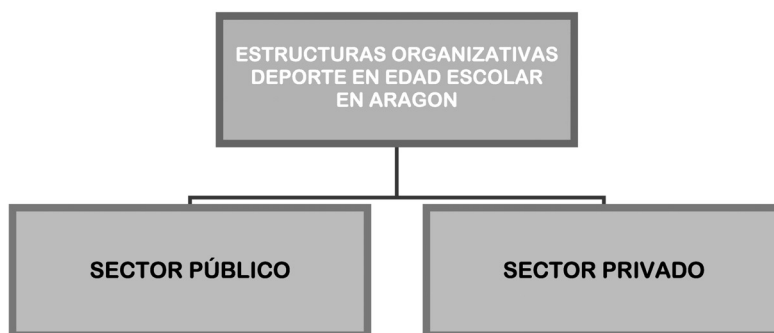 ESTRUCTURAS ORGANIZATIVAS
DEPORTE EN EDAD ESCOLAR
EN ARAGON
SECTOR PÚBLICO
SECTOR PRIVADO